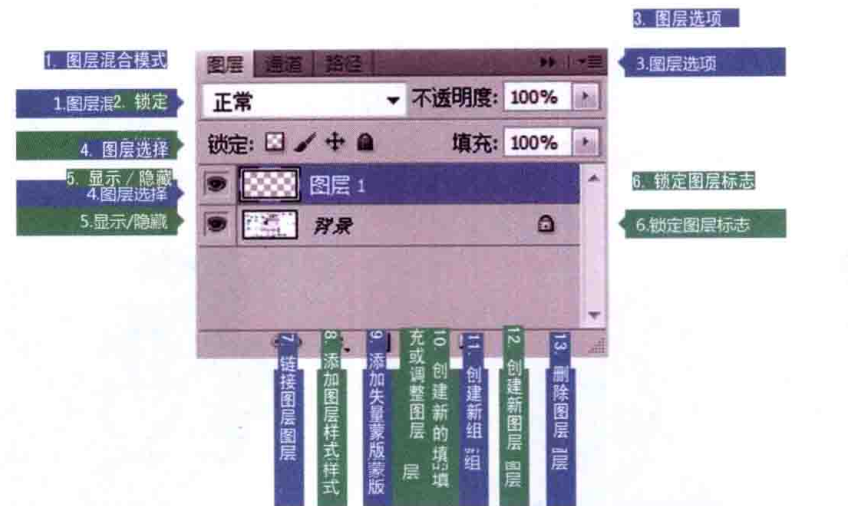 3. 图层选项
1. 图层混合模式
图层 通道 路径
3.图层选项
正常 不透明度: 100%
1.图层混
2. 锁定
锁定: 填充: 100%
4. 图层选择
5. 显示 / 隐藏
图层 1
6. 锁定图层标志
4.图层选择
5.显示/隐藏
背景
6.锁定图层标志
7. 链接图层图层
8. 添加图层样式样式
9. 添加矢量蒙版蒙版
10. 创建新的填填
充或调整图层 层
11. 创建新组 组
12. 创建新图层 图层
13. 删除图层 层